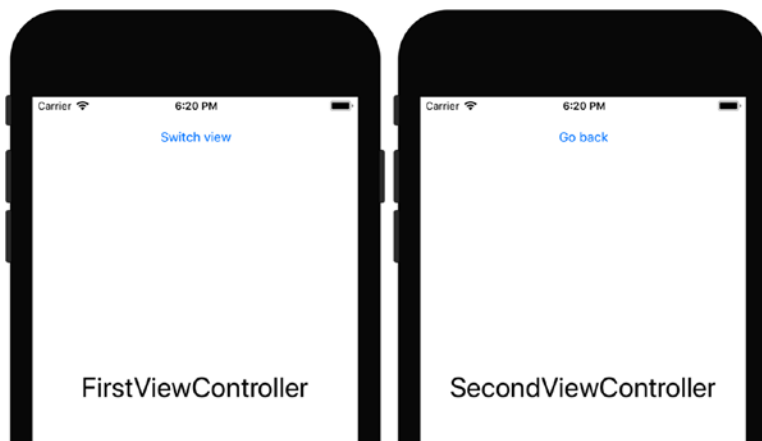 Carrier 6:20 PM
Switch view
FirstViewController
Carrier 6:20 PM
Go back
SecondViewController